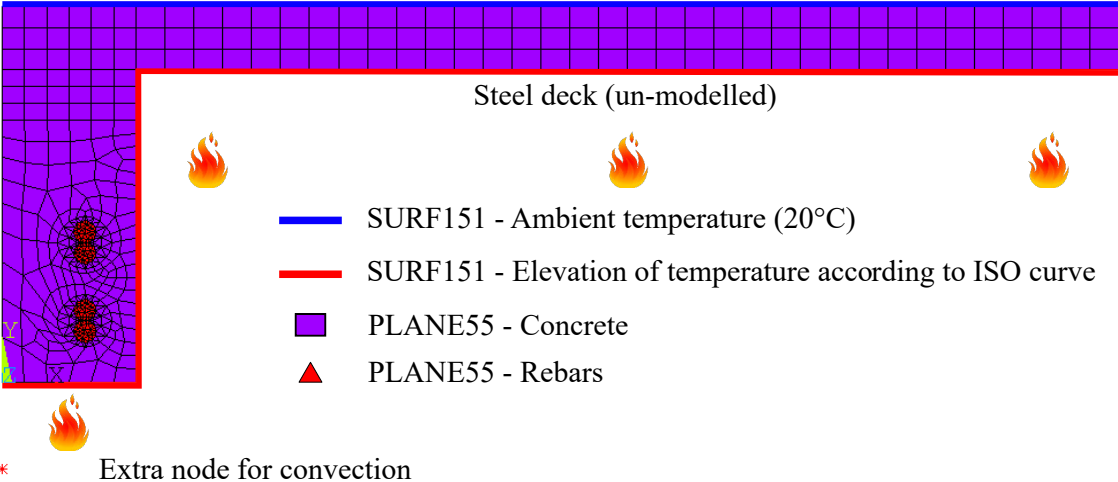 Steel deck (un-modelled)
SURF151 - Ambient temperature (20°C)
SURF151 - Elevation of temperature according to ISO curve
PLANE55 - Concrete
Y
X
PLANE55 - Rebars
Extra node for convection